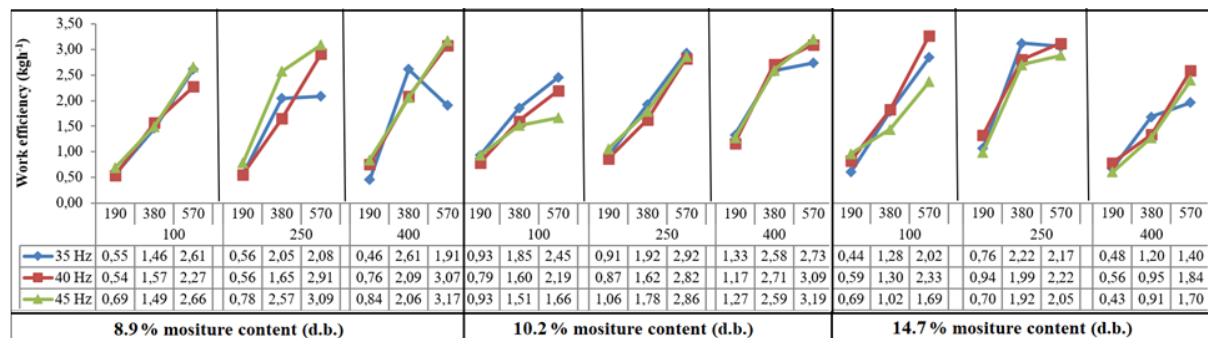 Work efficiency (kgh-1)
3,50
3,00
2,50
2,00
1,50
1,00
0,50
0,00
190 380 570 190 380 570 190 380 570 190 380 570 190 380 570 190 380 570 190 380 570 190 380 570 190 380 570
100 250 400 100 250 400 100 250 400
35 Hz 0,55 1,46 2,61 0,56 2,05 2,08 0,46 2,61 1,91 0,93 1,85 2,45 0,91 1,92 2,92 1,33 2,58 2,73 0,44 1,28 2,02 0,76 2,22 2,17 0,48 1,20 1,40
40 Hz 0,54 1,57 2,27 0,56 1,65 2,91 0,76 2,09 3,07 0,79 1,60 2,19 0,87 1,62 2,82 1,17 2,71 3,09 0,59 1,30 2,33 0,94 1,99 2,22 0,56 0,95 1,84
45 Hz 0,69 1,49 2,66 0,78 2,57 3,09 0,84 2,06 3,17 0,93 1,51 1,66 1,06 1,78 2,86 1,27 2,59 3,19 0,69 1,02 1,69 0,70 1,92 2,05 0,43 0,91 1,70
8.9 % mositure content (d.b.) 10.2 % mositure content (d.b.) 14.7 % mositure content (d.b.)